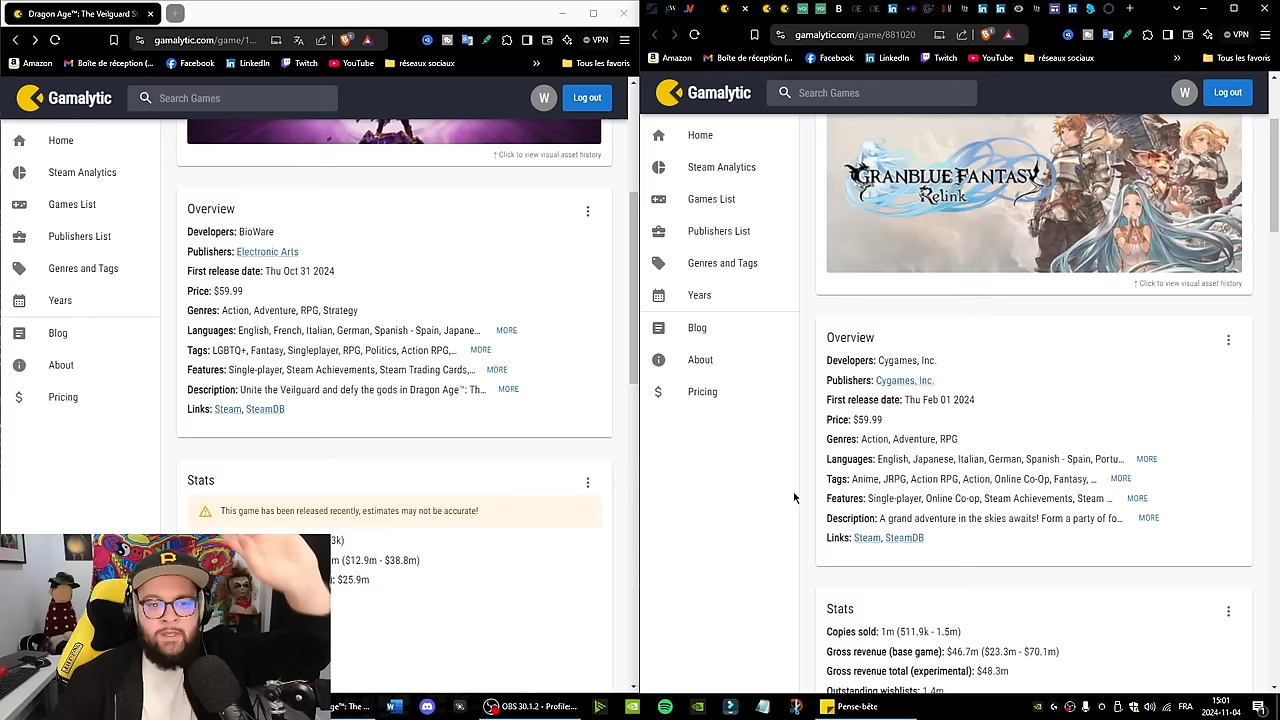 Dragon Age™: The Veilguard St
gamalytic.com/game/1...
VPN
Amazon
Boîte de réception (...
Facebook
LinkedIn
Twitch
YouTube
réseaux sociaux
Tous les favoris
Gamalytic
Search Games
W
Log out
Home
Steam Analytics
Games List
Publishers List
Genres and Tags
Years
Blog
About
Pricing
↑ Click to view visual asset history
Overview
Developers: BioWare
Publishers: Electronic Arts
First release date: Thu Oct 31 2024
Price: $59.99
Genres: Action, Adventure, RPG, Strategy
Languages: English, French, Italian, German, Spanish - Spain, Japane... MORE
Tags: LGBTQ+, Fantasy, Singleplayer, RPG, Politics, Action RPG,... MORE
Features: Single-player, Steam Achievements, Steam Trading Cards,... MORE
Description: Unite the Veilguard and defy the gods in Dragon Age™: Th... MORE
Links: Steam, SteamDB
Stats
This game has been released recently, estimates may not be accurate!
3k)
m ($12.9m - $38.8m)
): $25.9m
gamalytic.com/game/881020
VPN
Amazon
Boîte de réception (...
Facebook
LinkedIn
Twitch
YouTube
réseaux sociaux
Tous les favoris
Gamalytic
Search Games
W
Log out
Home
Steam Analytics
Games List
Publishers List
Genres and Tags
Years
Blog
About
Pricing
GRANBLUE FANTASY
Relink
↑ Click to view visual asset history
Overview
Developers: Cygames, Inc.
Publishers: Cygames, Inc.
First release date: Thu Feb 01 2024
Price: $59.99
Genres: Action, Adventure, RPG
Languages: English, Japanese, Italian, German, Spanish - Spain, Portu... MORE
Tags: Anime, JRPG, Action RPG, Action, Online Co-Op, Fantasy, ... MORE
Features: Single-player, Online Co-op, Steam Achievements, Steam ... MORE
Description: A grand adventure in the skies awaits! Form a party of fo... MORE
Links: Steam, SteamDB
Stats
Copies sold: 1m (511.9k - 1.5m)
Gross revenue (base game): $46.7m ($23.3m - $70.1m)
Gross revenue total (experimental): $48.3m
Outstanding wishlists: 1.4m
P
ge™: The ...
OBS 30.1.2 - Profile:...
Pense-bête
FRA
15:01
2024-11-04